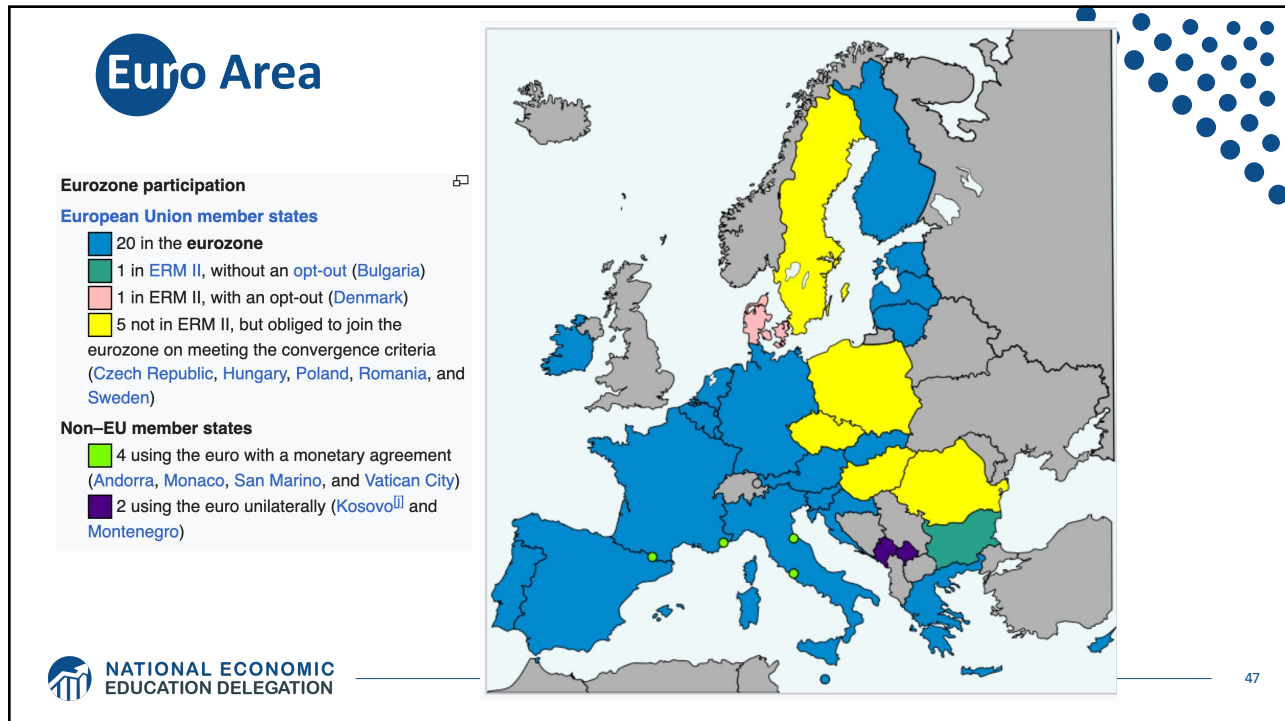 Euro Area
Eurozone participation
European Union member states
20 in the eurozone
1 in ERM II, without an opt-out (Bulgaria)
1 in ERM II, with an opt-out (Denmark)
5 not in ERM II, but obliged to join the
eurozone on meeting the convergence criteria
(Czech Republic, Hungary, Poland, Romania, and
Sweden)
Non–EU member states
4 using the euro with a monetary agreement
(Andorra, Monaco, San Marino, and Vatican City)
2 using the euro unilaterally (Kosovo[j] and
Montenegro)
NATIONAL ECONOMIC
EDUCATION DELEGATION
47